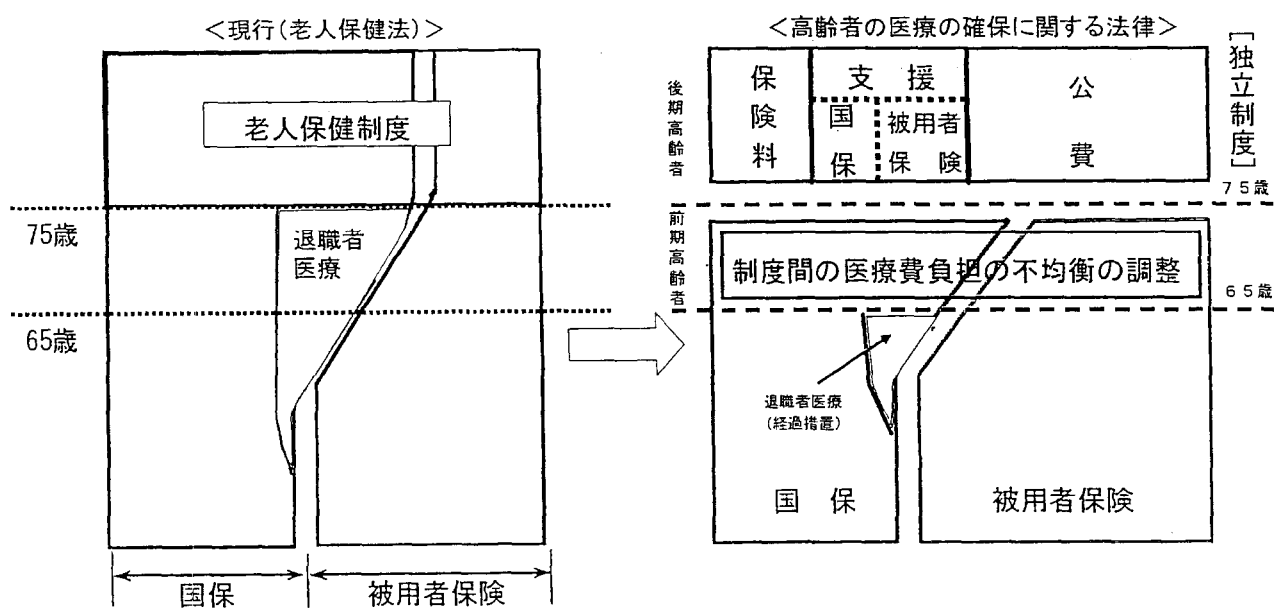 <現行(老人保健法)>
老人保健制度
75歳
退職者
医療
65歳
国保
被用者保険
<高齢者の医療の確保に関する法律>
後期高齢者
保険料
支援
国保
被用者
保険
公費
[独立制度]
75歳
前期高齢者
制度間の医療費負担の不均衡の調整
65歳
退職者医療
(経過措置)
国保
被用者保険